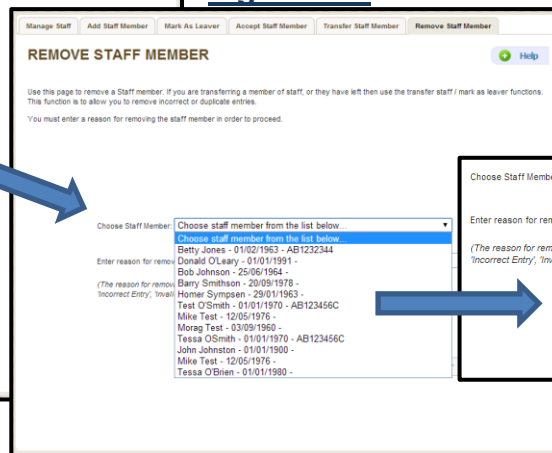 Manage Staff Add Staff Member Mark As Leaver Accept Staff Member Transfer Staff Member Remove Staff Member
REMOVE STAFF MEMBER
Help
Use this page to remove a Staff member. If you are transferring a member of staff, or they have left then use the transfer staff / mark as leaver functions.
This function is to allow you to remove incorrect or duplicate entries.
You must enter a reason for removing the staff member in order to proceed.
Choose Staff Member: Choose staff member from the list below...
Choose staff member from the list below...
Betty Jones - 01/02/1963 - AB1232344
Enter reason for remov Donald O'Leary - 01/01/1991 -
Bob Johnson - 25/06/1964 -
(The reason for remov Barry Smithson - 20/09/1978 -
'Incorrect Entry', 'Invali Homer Sympsen - 29/01/1963 -
Test O'Smith - 01/01/1970 - AB123456C
Mike Test - 12/05/1976 -
Morag Test - 03/09/1960 -
Tessa OSmith - 01/01/1970 - AB123456C
John Johnston - 01/01/1900 -
Mike Test - 12/05/1976 -
Tessa O'Brien - 01/01/1980 -
Choose Staff Membe
Enter reason for rem
(The reason for rem
'Incorrect Entry', 'Inv